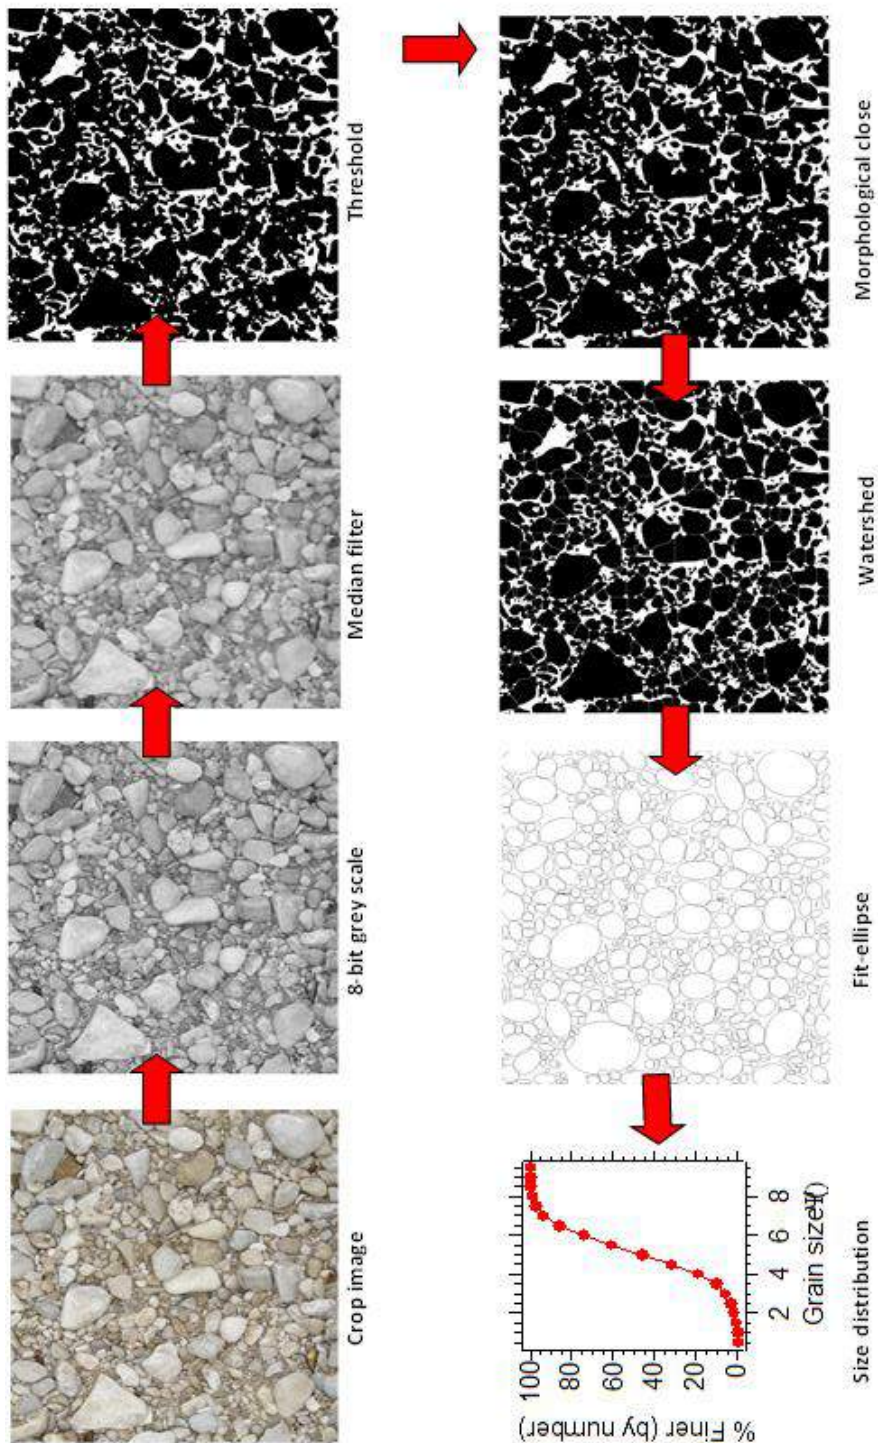 Crop image
8-bit grey scale
Median filter
Threshold
Morphological close
Watershed
Fit-ellipse
Size distribution
% Finer (by number)
100
80
60
40
20
0
2
4
6
8
Grain size Ψ()